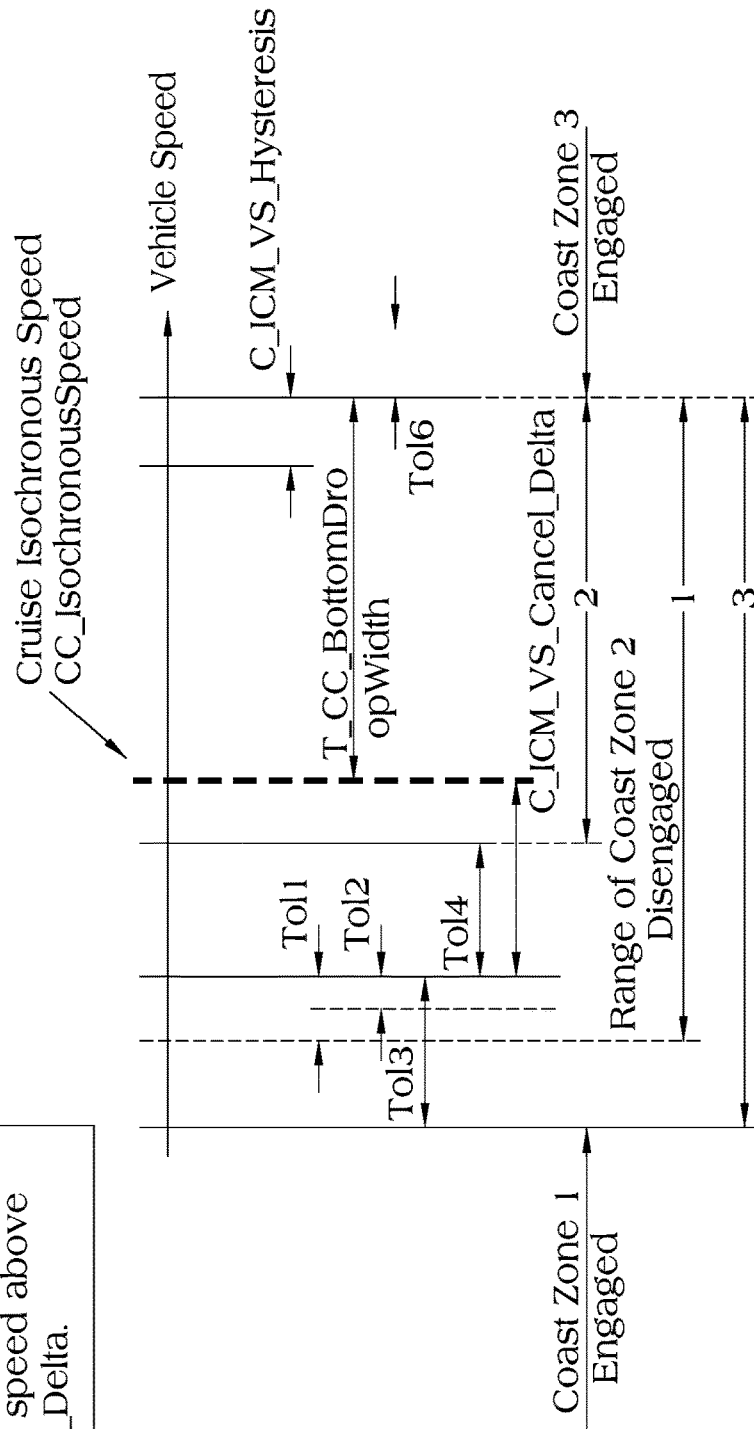 speed above
_Delta.
Cruise Isochronous Speed
CC_IsochronousSpeed
Vehicle Speed
C_ICM_VS_Hysteresis
T_CC_BottomDro
opWidth
Tol6
Tol1
Tol2
Tol4
Tol3
C_ICM_VS_Cancel_Delta
Coast Zone 1
Engaged
Range of Coast Zone 2
Disengaged
Coast Zone 3
Engaged
2
1
3